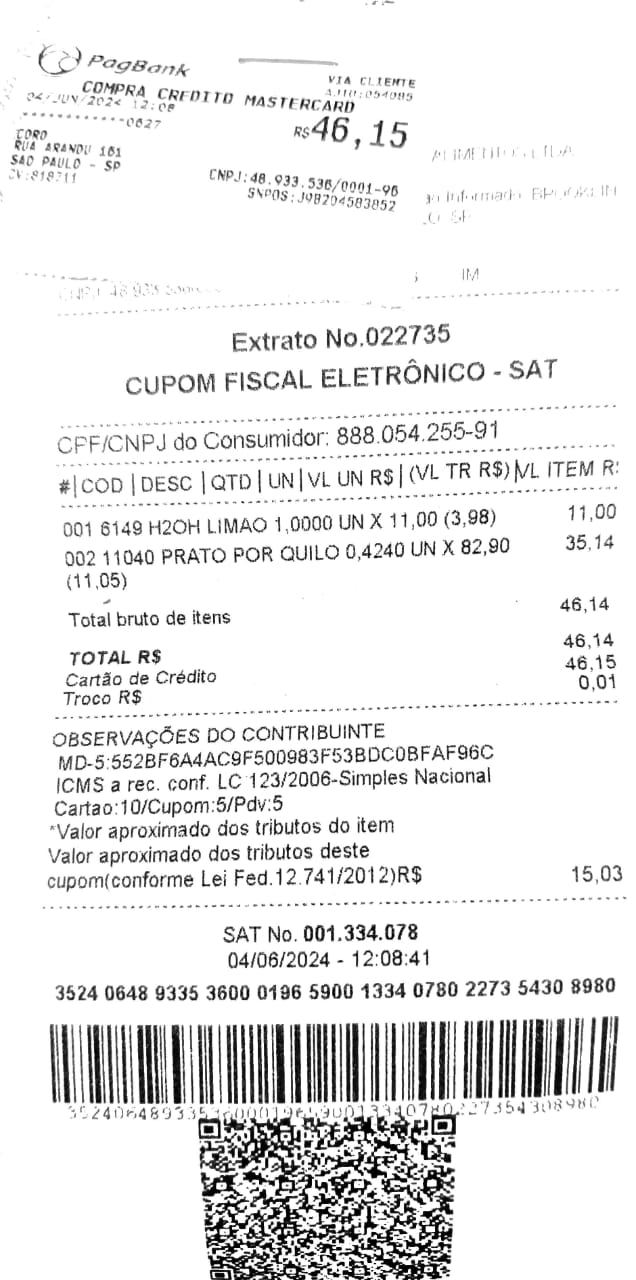 PagBank
VIA CLIENTE
AUTO:054095
COMPRA CREDITO MASTERCARD
04/JUN/2024 12:08
************0627
R$46,15
CORO
RUA ARANDU 161
SAO PAULO - SP
CV:818711
CNPJ:48.933.536/0001-96
SNPOS:J98204583852
ALIMENTOS LTDA
Informado BROOKLIN
SP
IM
CNPJ 48.933
Extrato No.022735
CUPOM FISCAL ELETRÔNICO - SAT
CPF/CNPJ do Consumidor: 888.054.255-91
#|COD|DESC|QTD|UN|VL UN R$|(VL TR R$)|VL ITEM R
001 6149 H2OH LIMAO 1,0000 UN X 11,00 (3,98) 11,00
002 11040 PRATO POR QUILO 0,4240 UN X 82,90 35,14
(11,05)
Total bruto de itens 46,14
TOTAL R$ 46,14
Cartão de Crédito 46,15
Troco R$ 0,01
OBSERVAÇÕES DO CONTRIBUINTE
MD-5:552BF6A4AC9F500983F53BDC0BFAF96C
ICMS a rec. conf. LC 123/2006-Simples Nacional
Cartao:10/Cupom:5/Pdv:5
*Valor aproximado dos tributos do item
Valor aproximado dos tributos deste
cupom(conforme Lei Fed.12.741/2012)R$ 15,03
SAT No. 001.334.078
04/06/2024 - 12:08:41
3524 0648 9335 3600 0196 5900 1334 0780 2273 5430 8980
35240648933536000196590013340780227354308980